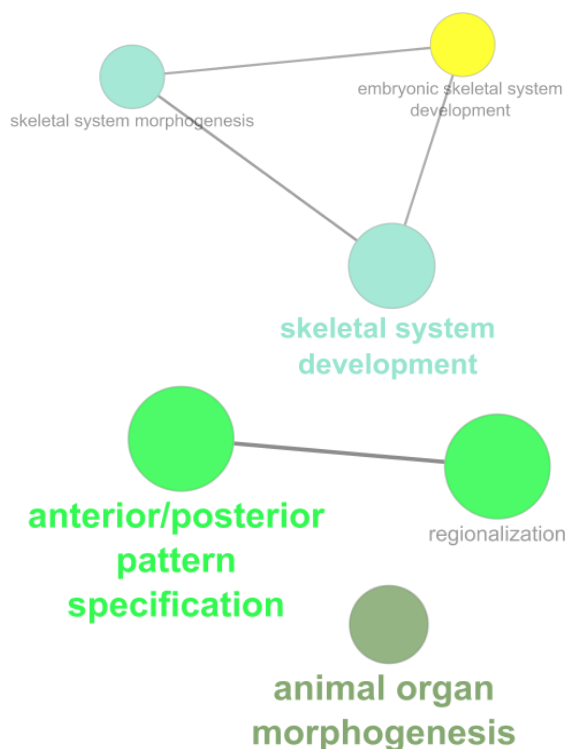 skeletal system morphogenesis
embryonic skeletal system
development
skeletal system
development
anterior/posterior
pattern
specification
regionalization
animal organ
morphogenesis